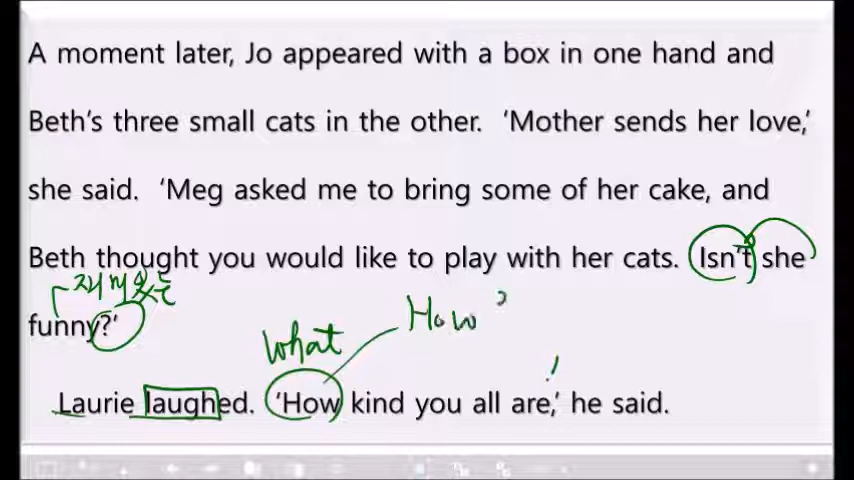 A moment later, Jo appeared with a box in one hand and
Beth's three small cats in the other. 'Mother sends her love,'
she said. 'Meg asked me to bring some of her cake, and
Beth thought you would like to play with her cats. Isn't she
재미있는
funny?'
What How ?
!
Laurie laughed. 'How kind you all are,' he said.